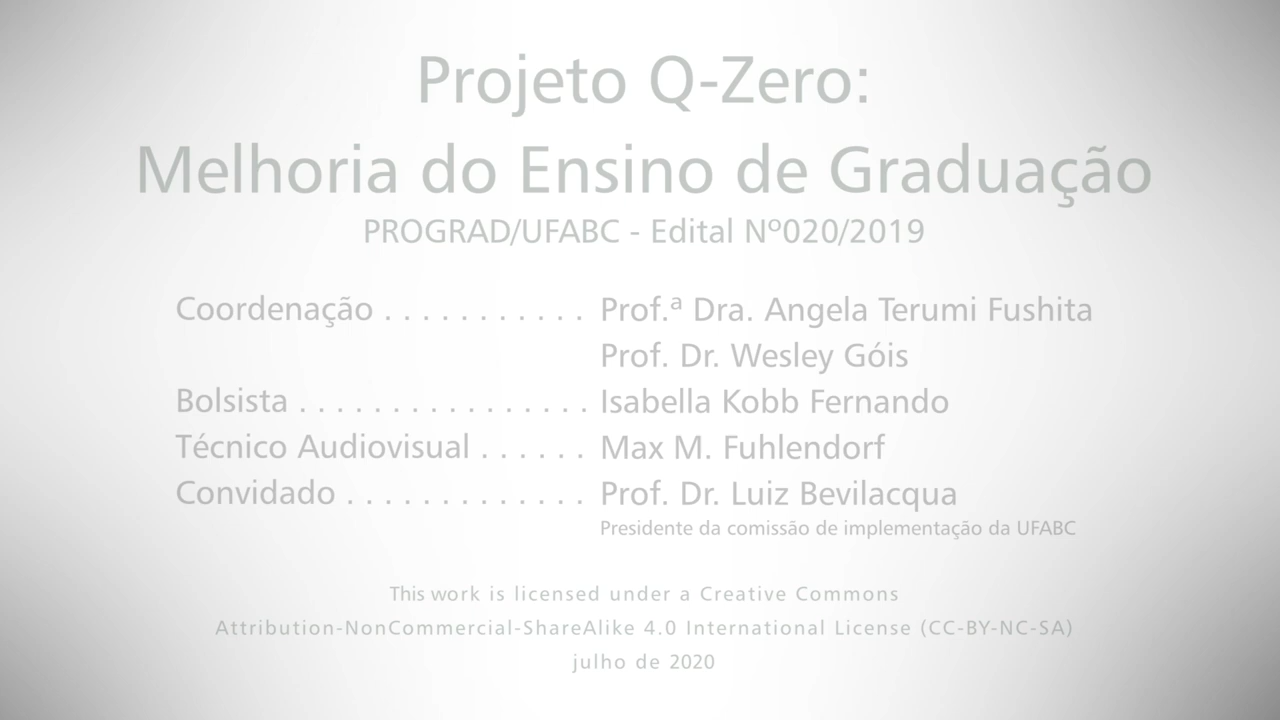 Projeto Q-Zero:
Melhoria do Ensino de Graduação
PROGRAD/UFABC - Edital Nº020/2019
Coordenação . . . . . . . . . . . Prof.ª Dra. Angela Terumi Fushita
Prof. Dr. Wesley Góis
Bolsista . . . . . . . . . . . . . . . . Isabella Kobb Fernando
Técnico Audiovisual . . . . . . Max M. Fuhlendorf
Convidado . . . . . . . . . . . . . Prof. Dr. Luiz Bevilacqua
Presidente da comissão de implementação da UFABC
This work is licensed under a Creative Commons
Attribution-NonCommercial-ShareAlike 4.0 International License (CC-BY-NC-SA)
julho de 2020